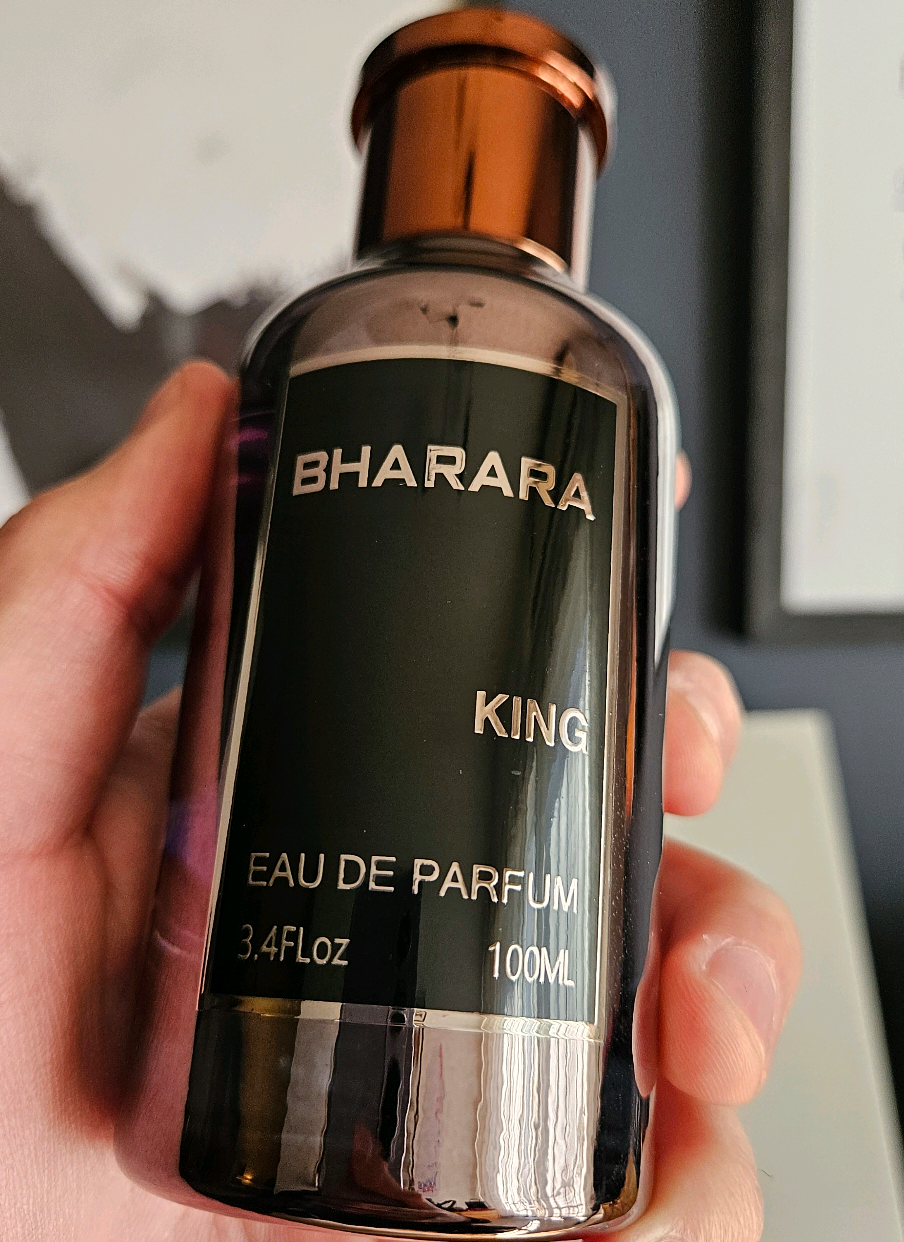 BHARARA
KING
EAU DE PARFUM
3.4FLoz 100ML